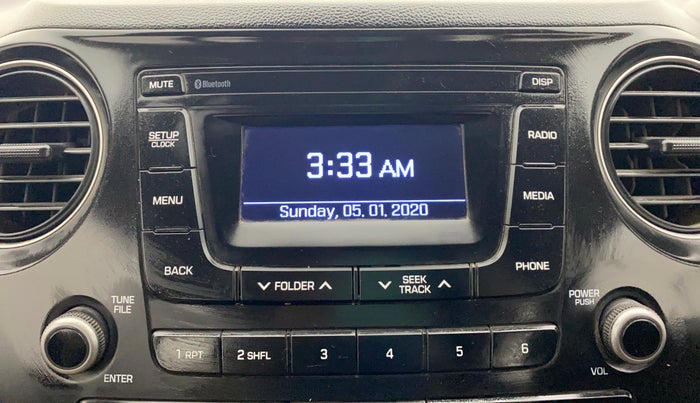 MUTE
Bluetooth
DISP
SETUP
CLOCK
RADIO
3:33 AM
MENU
MEDIA
Sunday, 05. 01. 2020
BACK
FOLDER
SEEK
TRACK
PHONE
TUNE
FILE
POWER
PUSH
1 RPT
2 SHFL
3
4
5
6
ENTER
VOL